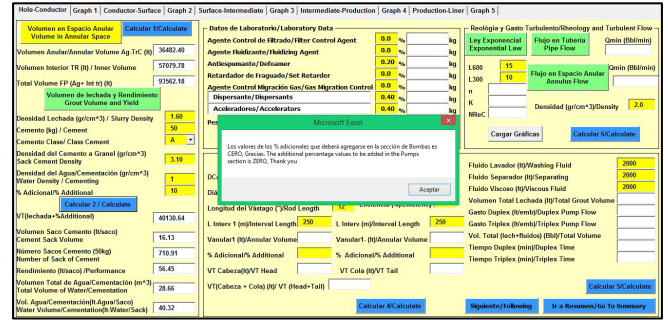 Hole-Conductor Graph 1 Conductor-Surface Graph 2 Surface-Intermediate Graph 3 Intermediate-Production Graph 4 Production-Liner Graph 5
Volumen en Espacio Anular
Volume in Annular Space
Calcular 1/Calculate
Volumen Anular/Annular Volume Ag-TrC (lt) 36482.40
Volumen Interior TR (lt) / Inner Volume 57079.78
Total Volume FP (Ag+ Int tr) (lt) 93562.18
Volumen de lechada y Rendimiento
Grout Volume and Yield
Densidad Lechada (gr/cm^3) / Slurry Density 1.60
Cemento (kg) / Cement 50
Cemento Clase/ Class Cement A
Densidad del Cemento a Granel (gr/cm^3)
Sack Cement Density 3.10
Densidad del Agua/Cementación (gr/cm^3)
Water Density / Cementing 1
% Adicional/% Additional 10
Calcular 2 / Calculate
VT(lechada+%Additional) 40130.64
Volumen Saco Cemento (lt/saco)
Cement Sack Volume 16.13
Número Sacos Cemento (50kg)
Number of Sack of Cement 710.91
Rendimiento (lt/saco) /Performance 56.45
Volumen Total de Agua/Cementación (m^3)
Total Volume of Water/Cementation 28.66
Vol. Agua/Cementación(lt-Agua/Saco)
Water Volume/Cementation(lt-Water/Sack) 40.32
Datos de Laboratorio/Laboratory Data
Agente Control de Filtrado/Filter Control Agent 0.0 % kg
Agente Fluidizante/Fluidizing Agent 0.0 % kg
Antiespumante/Defoamer 0.20 % kg
Retardador de Fraguado/Set Retarder 0.0 % kg
Agente Control Migración Gas/Gas Migration Control 0.0 % kg
Dispersantes/Dispersants 0.40 % kg
Aceleradores/Accelerators 0.40 % kg
Microsoft Excel
Los valores de los % adicionales que deberá agregarse en la sección de Bombas es
CERO, Gracias. The additional percentage values to be added in the Pumps
section is ZERO, Thank you
Aceptar
Longitud del Vástago (")/Rod Length 12
L Interv 1 (m)/Interval Length 250 L Interv (m)/Interval Length 250
Vanular1 (lt)/Annular Volume Vanular1- (lt)/Annular Volume
% Adicional/% Additional % Adicional/% Additional
VT Cabeza(lt)/VT Head VT Cola (lt)/VT Tail
VT(Cabeza + Cola) (lt)/ VT (Head+Tail)
Calcular 4/Calculate
Reología y Gasto Turbulento/Rheology and Turbulent Flow
Ley Exponencial
Exponential Law
Flujo en Tubería
Pipe Flow
Qmin (Bbl/min)
L600 15
L300 10
n
K
NReC
Flujo en Espacio Anular
Annulus Flow
Qmin (Bbl/min)
Densidad (gr/cm^3)/Density 2.0
Cargar Gráficas
Calcular 6/Calculate
Fluido Lavador (lt)/Washing Fluid 2000
Fluido Separador (lt)/Separating 2000
Fluido Viscoso (lt)/Viscous Fluid 2000
Volumen Total Lechada (lt)/Total Grout Volume
Gasto Duplex (lt/emb)/Duplex Pump Flow
Gasto Triplex (lt/emb)/Triplex Pump Flow
Vol. Total (lech+fluidos) (Bbl)/Total Volume
Tiempo Duplex (min)/Duplex Time
Tiempo Triplex (min)/Triplex Time
Calcular 5/Calculate
Siguiente/Following
Ir a Resumen/Go To Summary